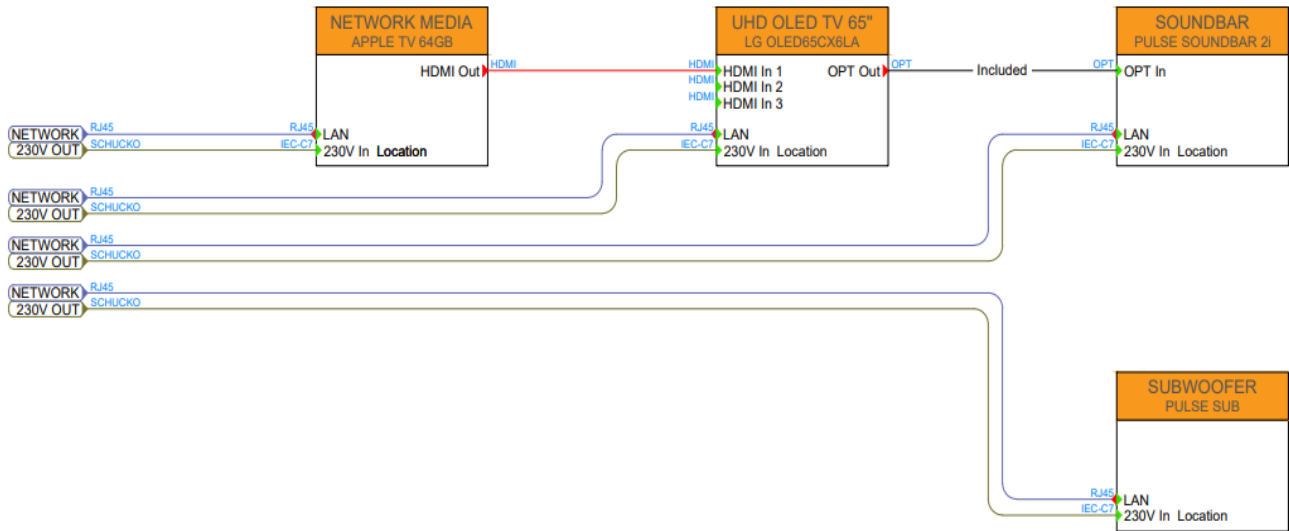 NETWORK MEDIA
APPLE TV 64GB
HDMI Out
HDMI
UHD OLED TV 65"
LG OLED65CX6LA
HDMI
HDMI In 1
OPT Out
OPT
HDMI
HDMI In 2
HDMI
HDMI In 3
Included
SOUNDBAR
PULSE SOUNDBAR 2i
OPT
OPT In
NETWORK
RJ45
RJ45
LAN
230V OUT
SCHUCKO
IEC-C7
230V In Location
RJ45
LAN
IEC-C7
230V In Location
RJ45
LAN
IEC-C7
230V In Location
NETWORK
RJ45
230V OUT
SCHUCKO
NETWORK
RJ45
230V OUT
SCHUCKO
NETWORK
RJ45
230V OUT
SCHUCKO
SUBWOOFER
PULSE SUB
RJ45
LAN
IEC-C7
230V In Location